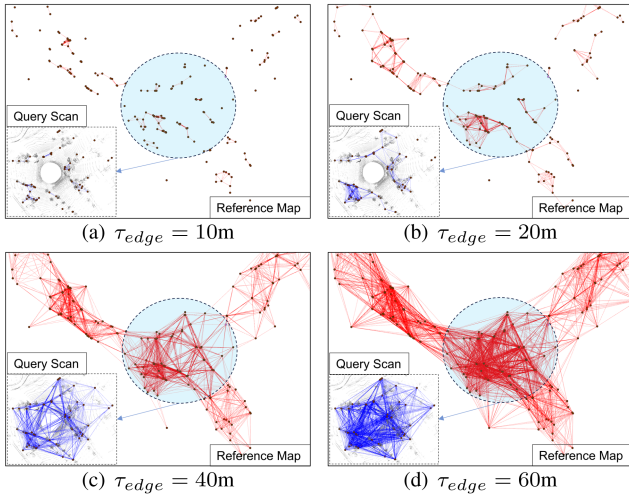 Query Scan
Reference Map
(a) τ_edge = 10m
Query Scan
Reference Map
(b) τ_edge = 20m
Query Scan
Reference Map
(c) τ_edge = 40m
Query Scan
Reference Map
(d) τ_edge = 60m